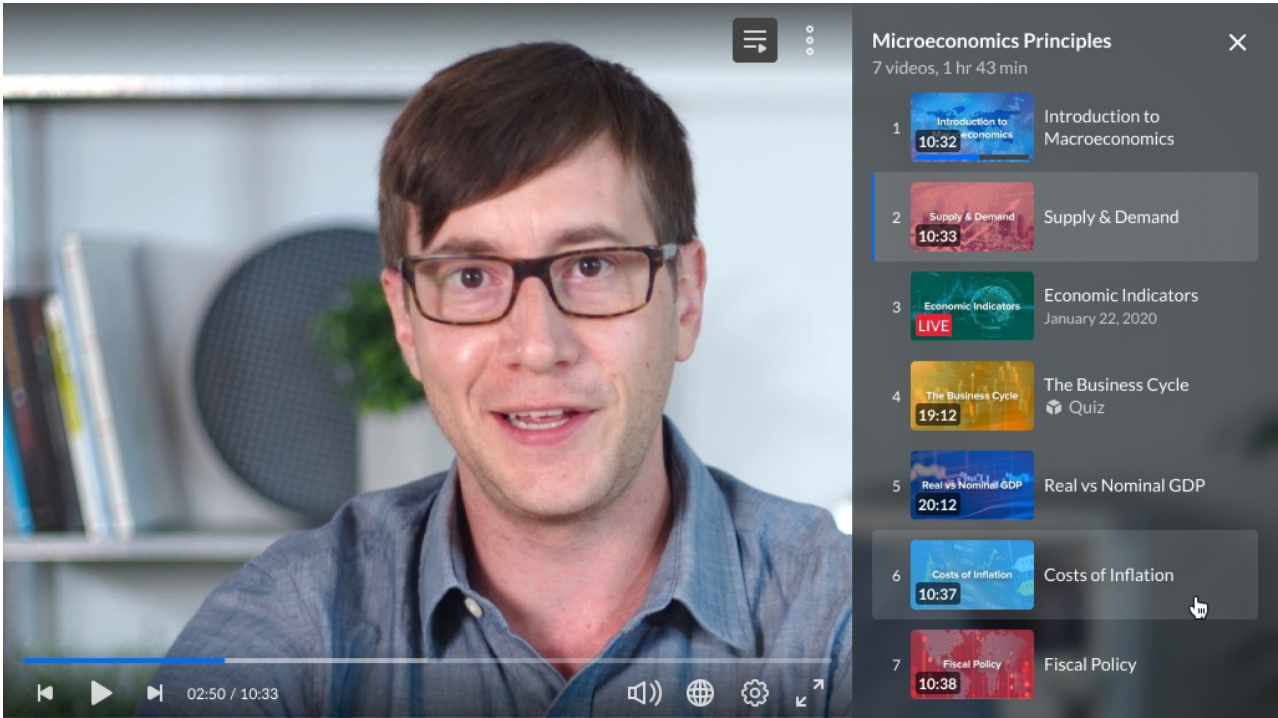 Microeconomics Principles
7 videos, 1 hr 43 min
1
Introduction to
economics
10:32
Introduction to
Macroeconomics
2
Supply & Demand
10:33
Supply & Demand
3
Economic Indicators
LIVE
Economic Indicators
January 22, 2020
4
The Business Cycle
19:12
The Business Cycle
Quiz
5
Real vs Nominal GDP
20:12
Real vs Nominal GDP
6
Costs of Inflation
10:37
Costs of Inflation
7
Fiscal Policy
10:38
Fiscal Policy
02:50 / 10:33